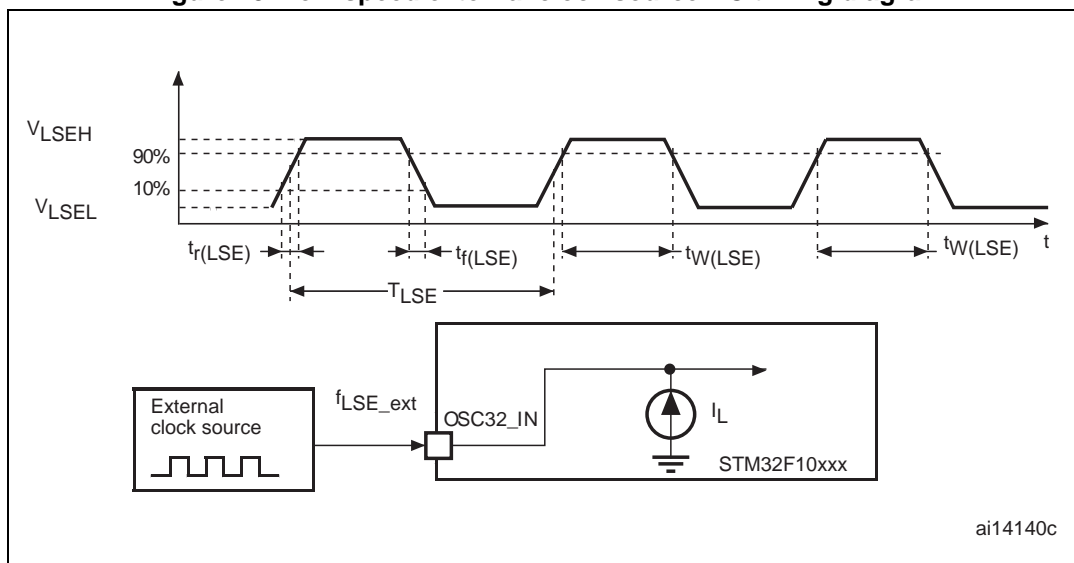 V_LSEH
90%
10%
V_LSEL
t_r(LSE)
t_f(LSE)
t_W(LSE)
t_W(LSE)
t
T_LSE
External
clock source
f_LSE_ext
OSC32_IN
I_L
STM32F10xxx
ai14140c